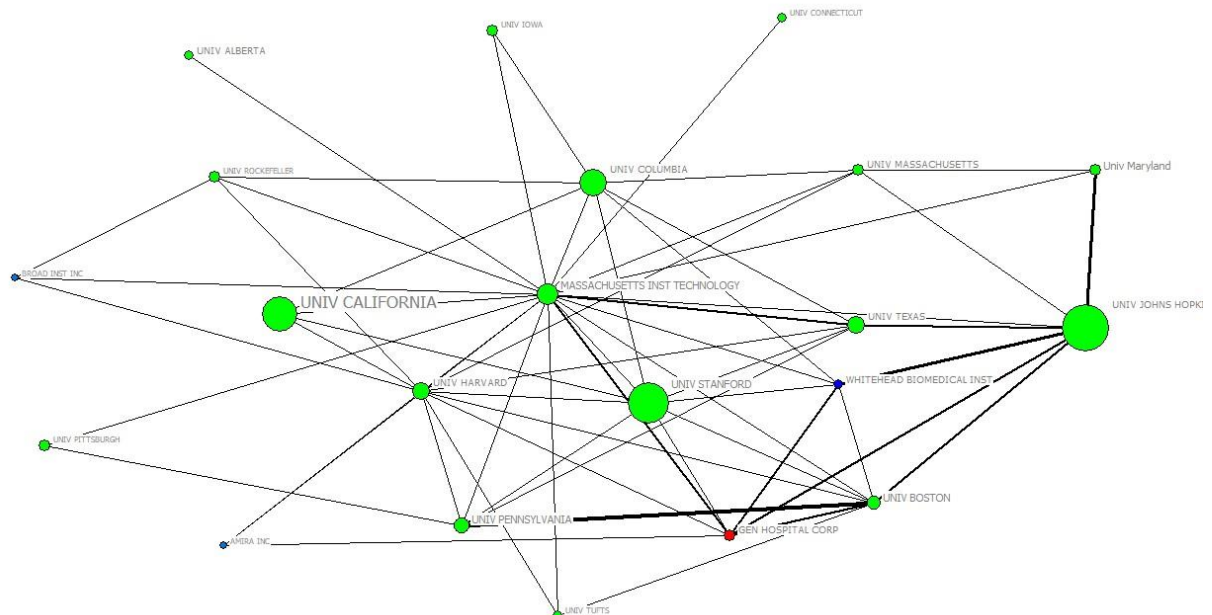 UNIV CONNECTICUT
UNIV IOWA
UNIV ALBERTA
UNIV MASSACHUSETTS
Univ Maryland
UNIV COLUMBIA
UNIV ROCKEFELLER
BROAD INST INC
MASSACHUSETTS INST TECHNOLOGY
UNIV CALIFORNIA
UNIV JOHNS HOPKI
UNIV TEXAS
UNIV HARVARD
UNIV STANFORD
WHITEHEAD BIOMEDICAL INST
UNIV PITTSBURGH
UNIV BOSTON
UNIV PENNSYLVANIA
GEN HOSPITAL CORP
AMIRA INC
UNIV TUFTS